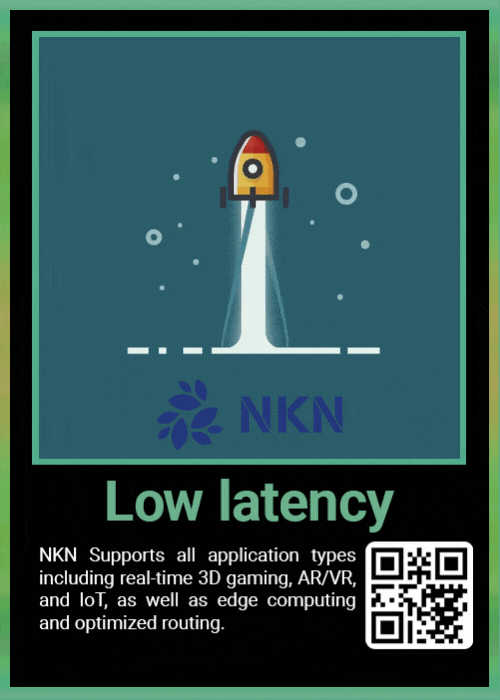 NKN
Low latency
NKN Supports all application types
including real-time 3D gaming, AR/VR,
and IoT, as well as edge computing
and optimized routing.